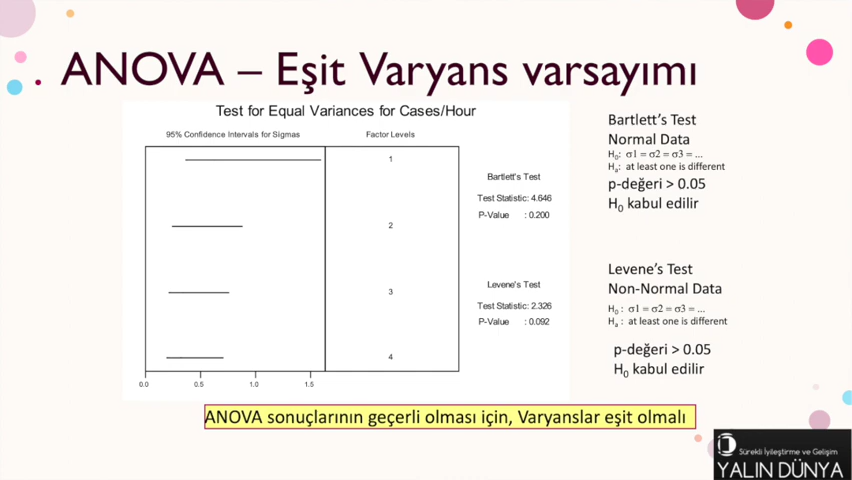 . ANOVA – Eşit Varyans varsayımı
Test for Equal Variances for Cases/Hour
95% Confidence Intervals for Sigmas
Factor Levels
1
2
3
4
0.0 0.5 1.0 1.5
Bartlett's Test
Test Statistic: 4.646
P-Value : 0.200
Levene's Test
Test Statistic: 2.326
P-Value : 0.092
Bartlett’s Test
Normal Data
H₀: σ1 = σ2 = σ3 = ...
Hₐ: at least one is different
p-değeri > 0.05
H₀ kabul edilir
Levene’s Test
Non-Normal Data
H₀ : σ1 = σ2 = σ3 = ...
Hₐ : at least one is different
p-değeri > 0.05
H₀ kabul edilir
ANOVA sonuçlarının geçerli olması için, Varyanslar eşit olmalı
Sürekli İyileştirme ve Gelişim
YALIN DÜNYA